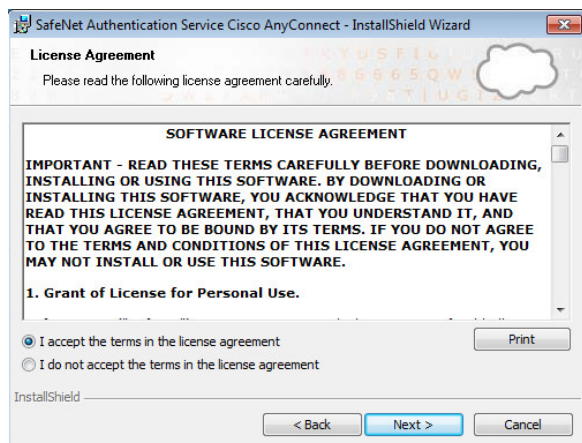 SafeNet Authentication Service Cisco AnyConnect - InstallShield Wizard
License Agreement
Please read the following license agreement carefully.
SOFTWARE LICENSE AGREEMENT
IMPORTANT - READ THESE TERMS CAREFULLY BEFORE DOWNLOADING,
INSTALLING OR USING THIS SOFTWARE. BY DOWNLOADING OR
INSTALLING THIS SOFTWARE, YOU ACKNOWLEDGE THAT YOU HAVE
READ THIS LICENSE AGREEMENT, THAT YOU UNDERSTAND IT, AND
THAT YOU AGREE TO BE BOUND BY ITS TERMS. IF YOU DO NOT AGREE
TO THE TERMS AND CONDITIONS OF THIS LICENSE AGREEMENT, YOU
MAY NOT INSTALL OR USE THIS SOFTWARE.
1. Grant of License for Personal Use.
I accept the terms in the license agreement
Print
I do not accept the terms in the license agreement
InstallShield
< Back
Next >
Cancel